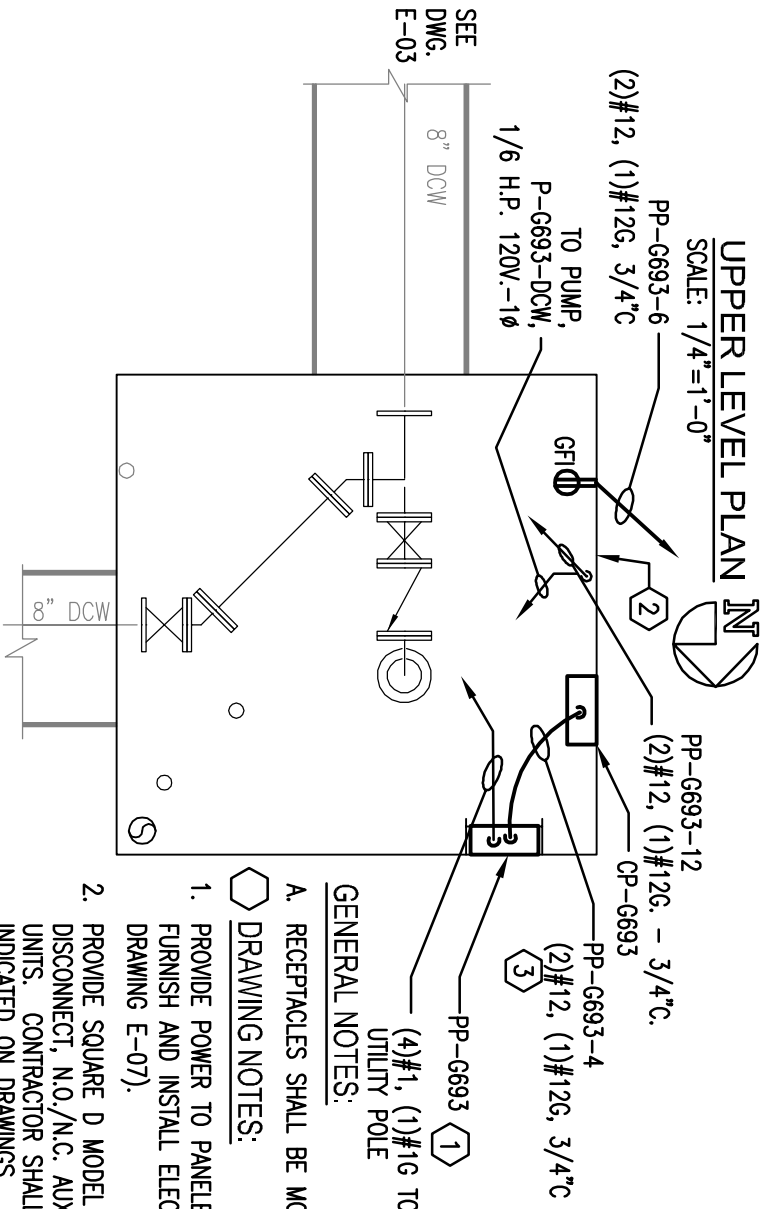 UPPER LEVEL PLAN
SCALE: 1/4"=1'-0"
N
PP-G693-6
(2)#12, (1)#12G, 3/4"C
SEE
DWG.
E-03
TO PUMP,
P-G693-DCW,
1/6 H.P. 120V.-1ø
8" DCW
GFI
2
PP-G693-12
(2)#12, (1)#12G. - 3/4"C.
CP-G693
PP-G693-4
(2)#12, (1)#12G, 3/4"C
3
PP-G693
1
(4)#1, (1)#1G TO
UTILITY POLE
8" DCW
S
GENERAL NOTES:
A. RECEPTACLES SHALL BE MO
DRAWING NOTES:
1. PROVIDE POWER TO PANELB
FURNISH AND INSTALL ELEC
DRAWING E-07).
2. PROVIDE SQUARE D MODEL
DISCONNECT, N.O./N.C. AUX
UNITS. CONTRACTOR SHALL
INDICATED ON DRAWINGS